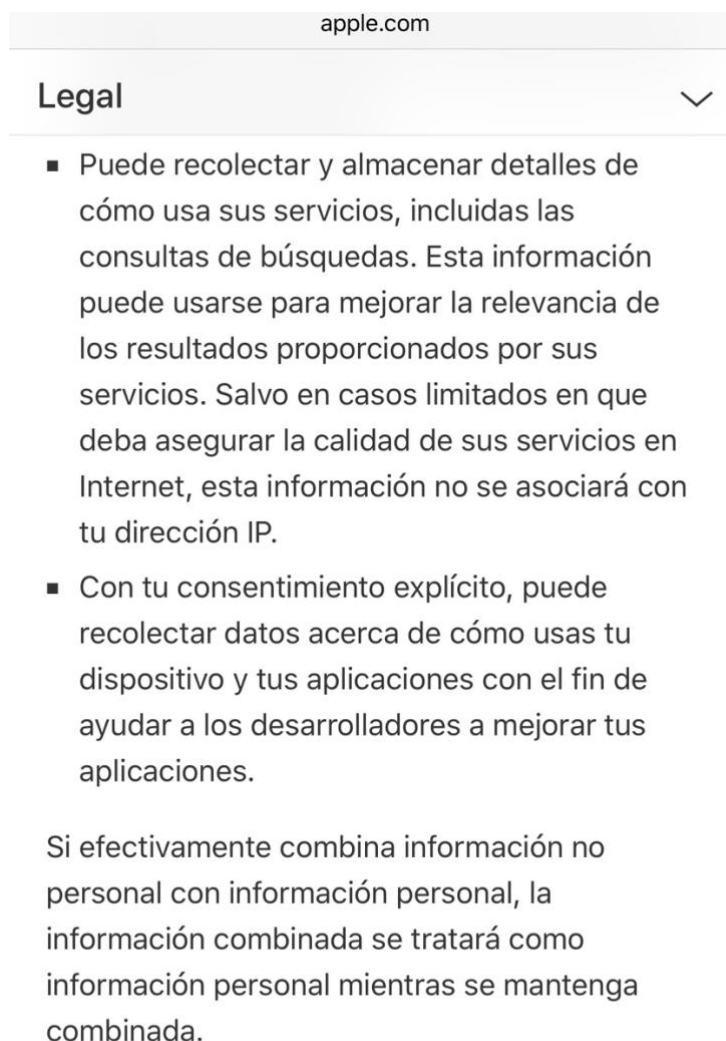 apple.com
Legal
▪ Puede recolectar y almacenar detalles de
cómo usa sus servicios, incluidas las
consultas de búsquedas. Esta información
puede usarse para mejorar la relevancia de
los resultados proporcionados por sus
servicios. Salvo en casos limitados en que
deba asegurar la calidad de sus servicios en
Internet, esta información no se asociará con
tu dirección IP.
▪ Con tu consentimiento explícito, puede
recolectar datos acerca de cómo usas tu
dispositivo y tus aplicaciones con el fin de
ayudar a los desarrolladores a mejorar tus
aplicaciones.
Si efectivamente combina información no
personal con información personal, la
información combinada se tratará como
información personal mientras se mantenga
combinada.